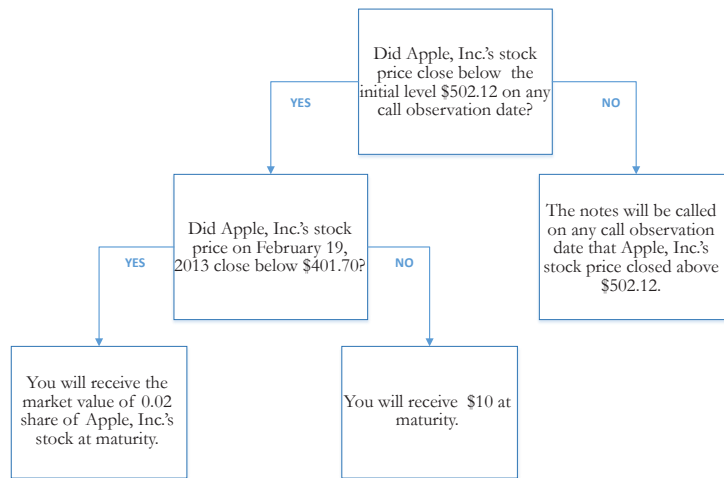 Did Apple, Inc.'s stock
price close below the
initial level $502.12 on any
call observation date?
YES
NO
Did Apple, Inc.'s stock
price on February 19,
2013 close below $401.70?
The notes will be called
on any call observation
date that Apple, Inc.'s
stock price closed above
$502.12.
YES
NO
You will receive the
market value of 0.02
share of Apple, Inc.'s
stock at maturity.
You will receive $10 at
maturity.